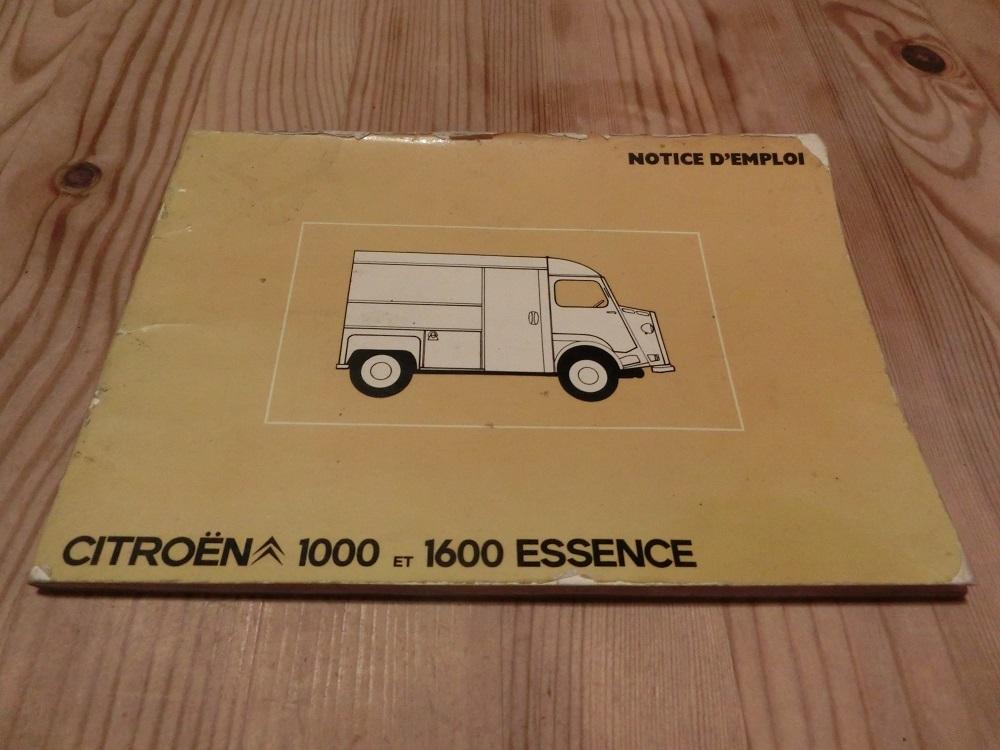 NOTICE D'EMPLOI
CITROËN 1000 ET 1600 ESSENCE